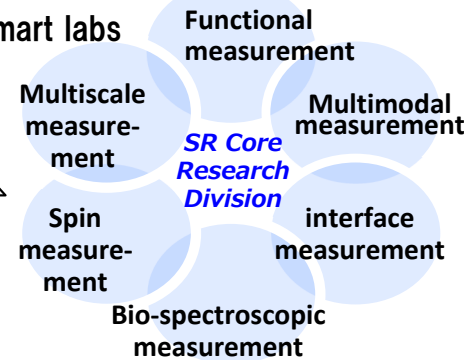 labs
Functional
measurement
Multiscale
measure-
ment
Multimodal
measurement
SR Core
Research
Division
Spin
measure-
ment
interface
measurement
Bio-spectroscopic
measurement